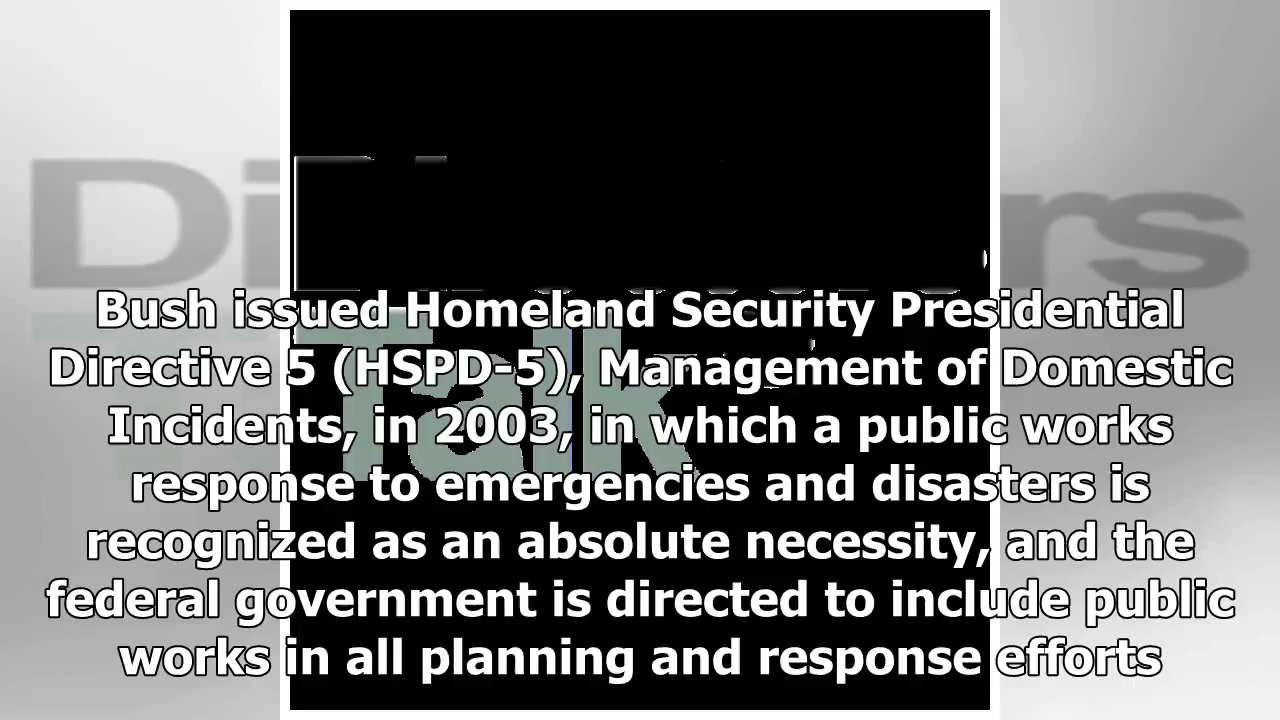 Bush issued Homeland Security Presidential
Directive 5 (HSPD-5), Management of Domestic
Incidents, in 2003, in which a public works
response to emergencies and disasters is
recognized as an absolute necessity, and the
federal government is directed to include public
works in all planning and response efforts
Talk